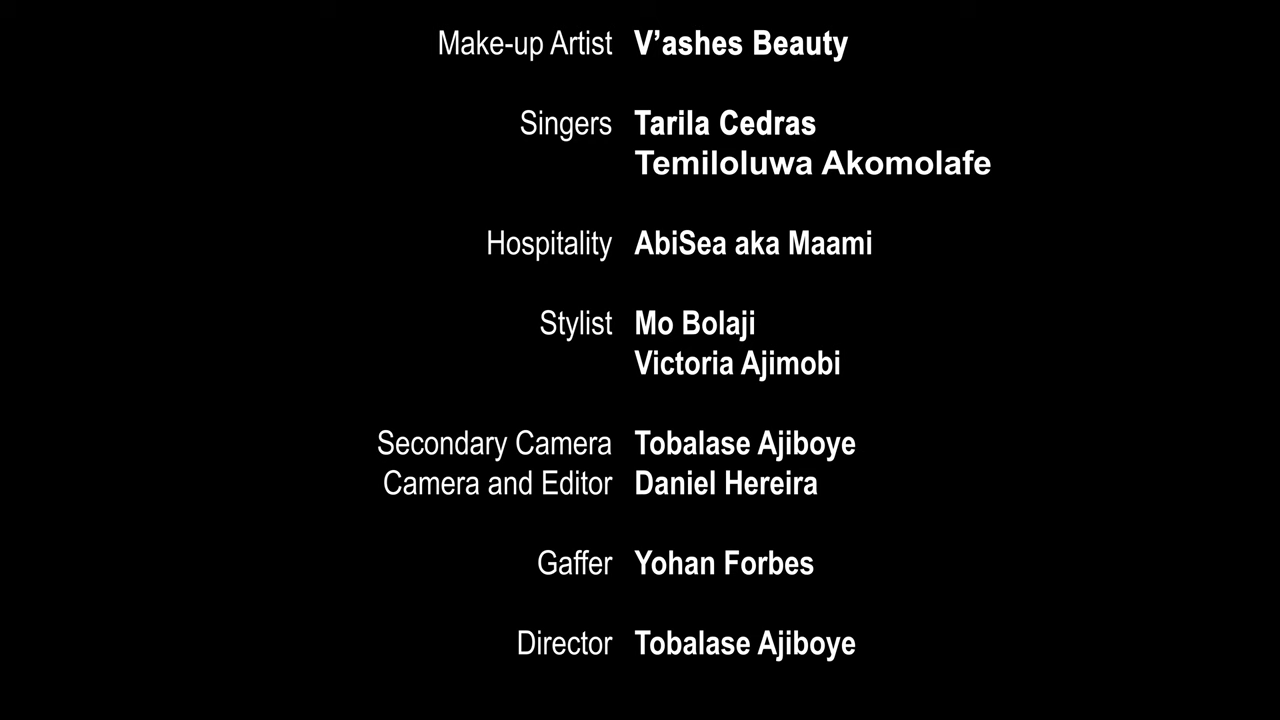 Make-up Artist V’ashes Beauty
Singers Tarila Cedras
Temiloluwa Akomolafe
Hospitality AbiSea aka Maami
Stylist Mo Bolaji
Victoria Ajimobi
Secondary Camera Tobalase Ajiboye
Camera and Editor Daniel Hereira
Gaffer Yohan Forbes
Director Tobalase Ajiboye